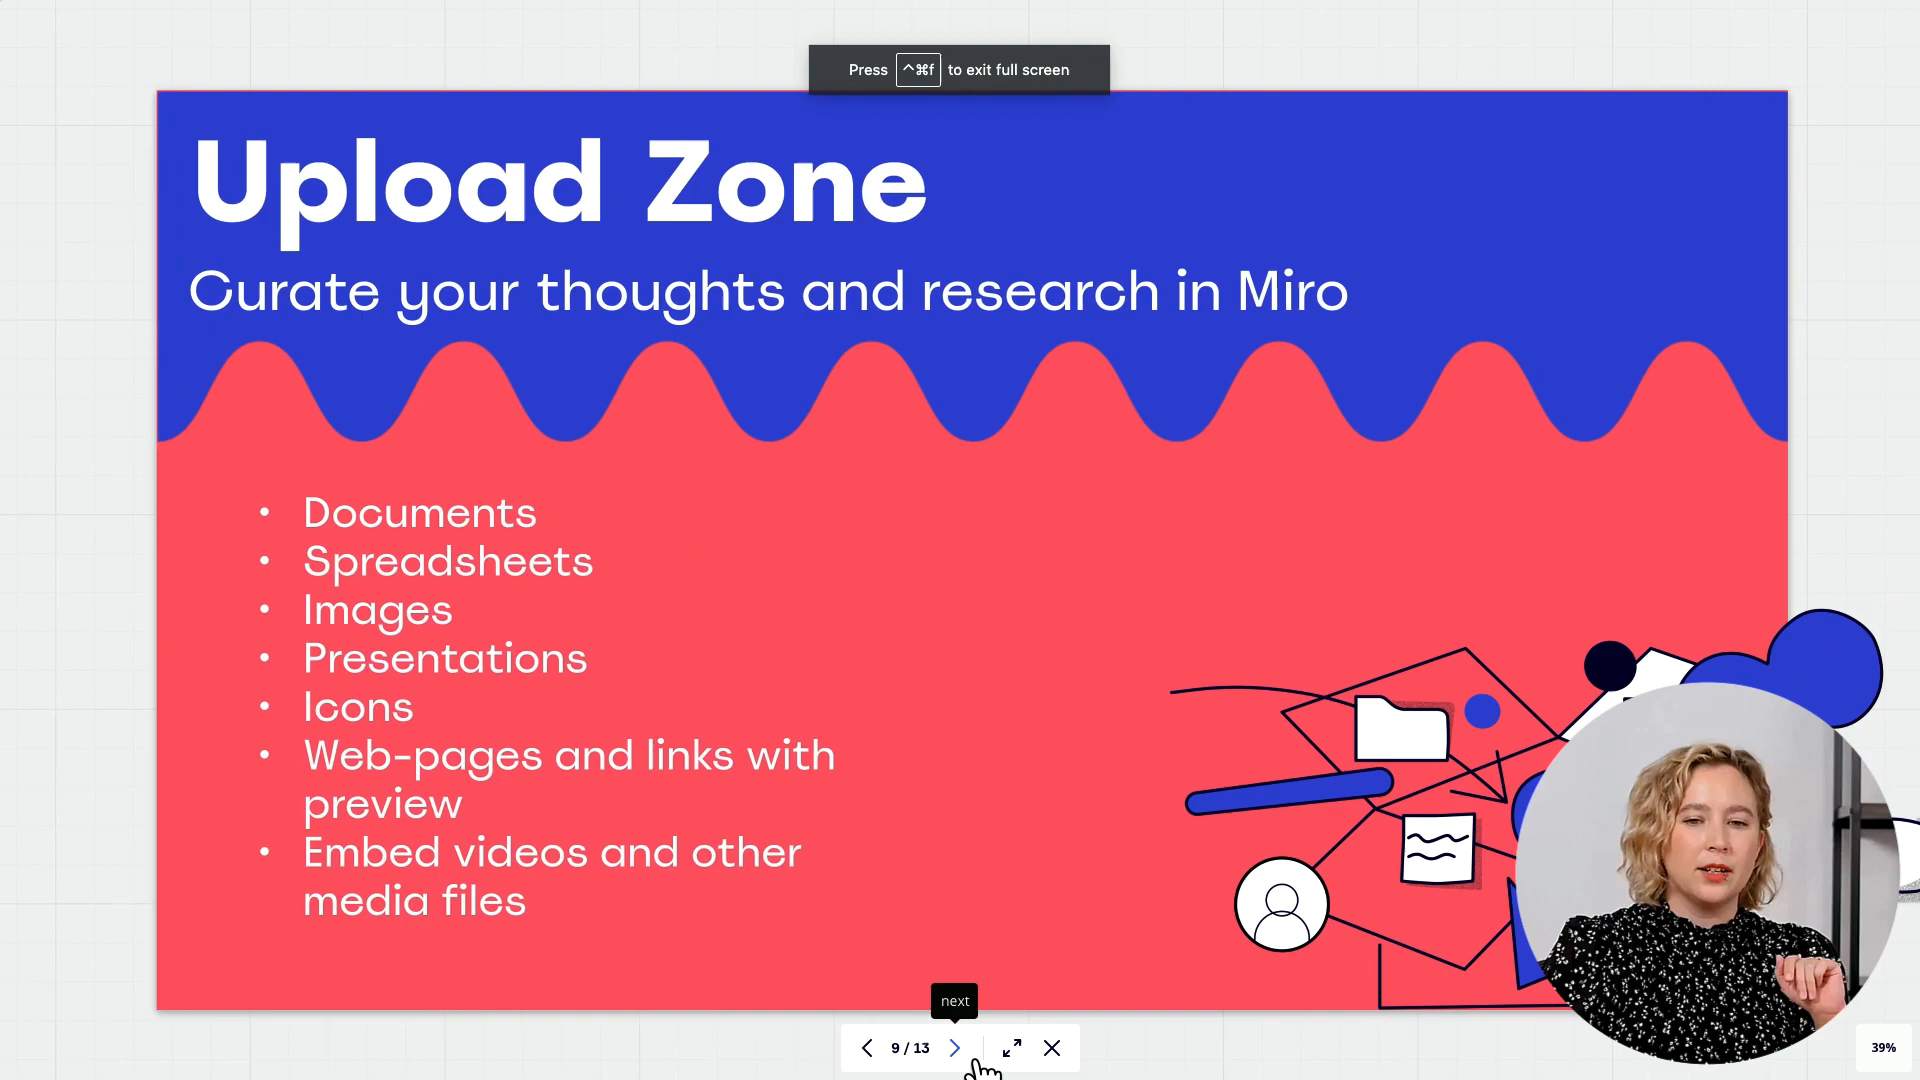 Press ^⌘f to exit full screen
Upload Zone
Curate your thoughts and research in Miro
• Documents
• Spreadsheets
• Images
• Presentations
• Icons
• Web-pages and links with
preview
• Embed videos and other
media files
next
9 / 13
39%